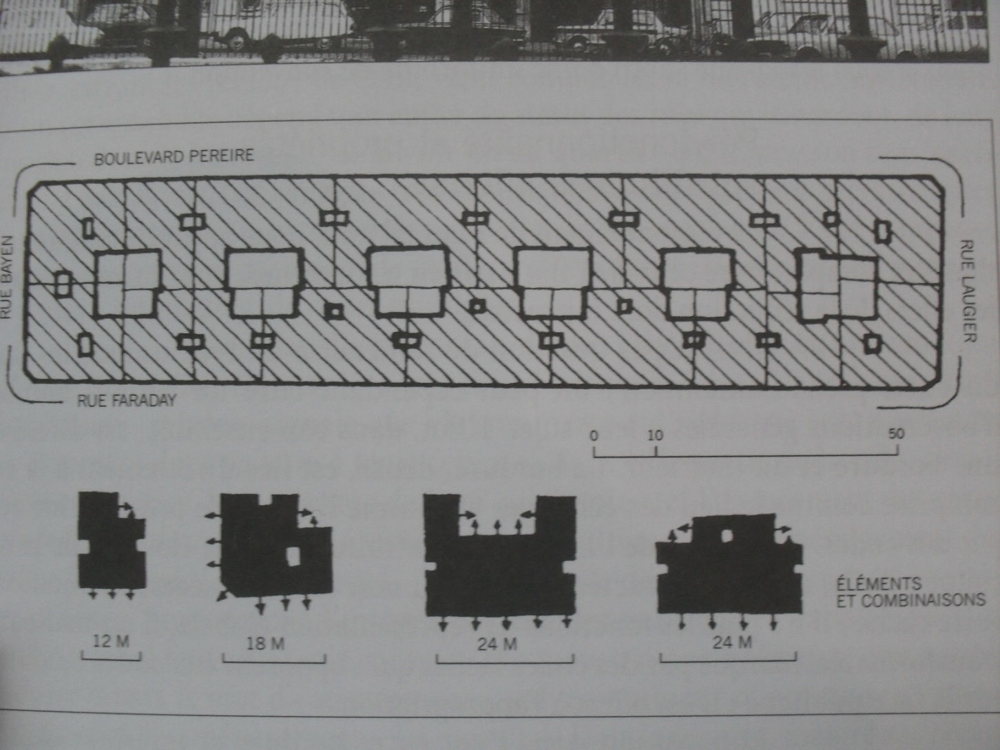 BOULEVARD PEREIRE
RUE BAYEN
RUE LAUGIER
RUE FARADAY
0 10 50
ÉLÉMENTS
ET COMBINAISONS
12 M 18 M 24 M 24 M